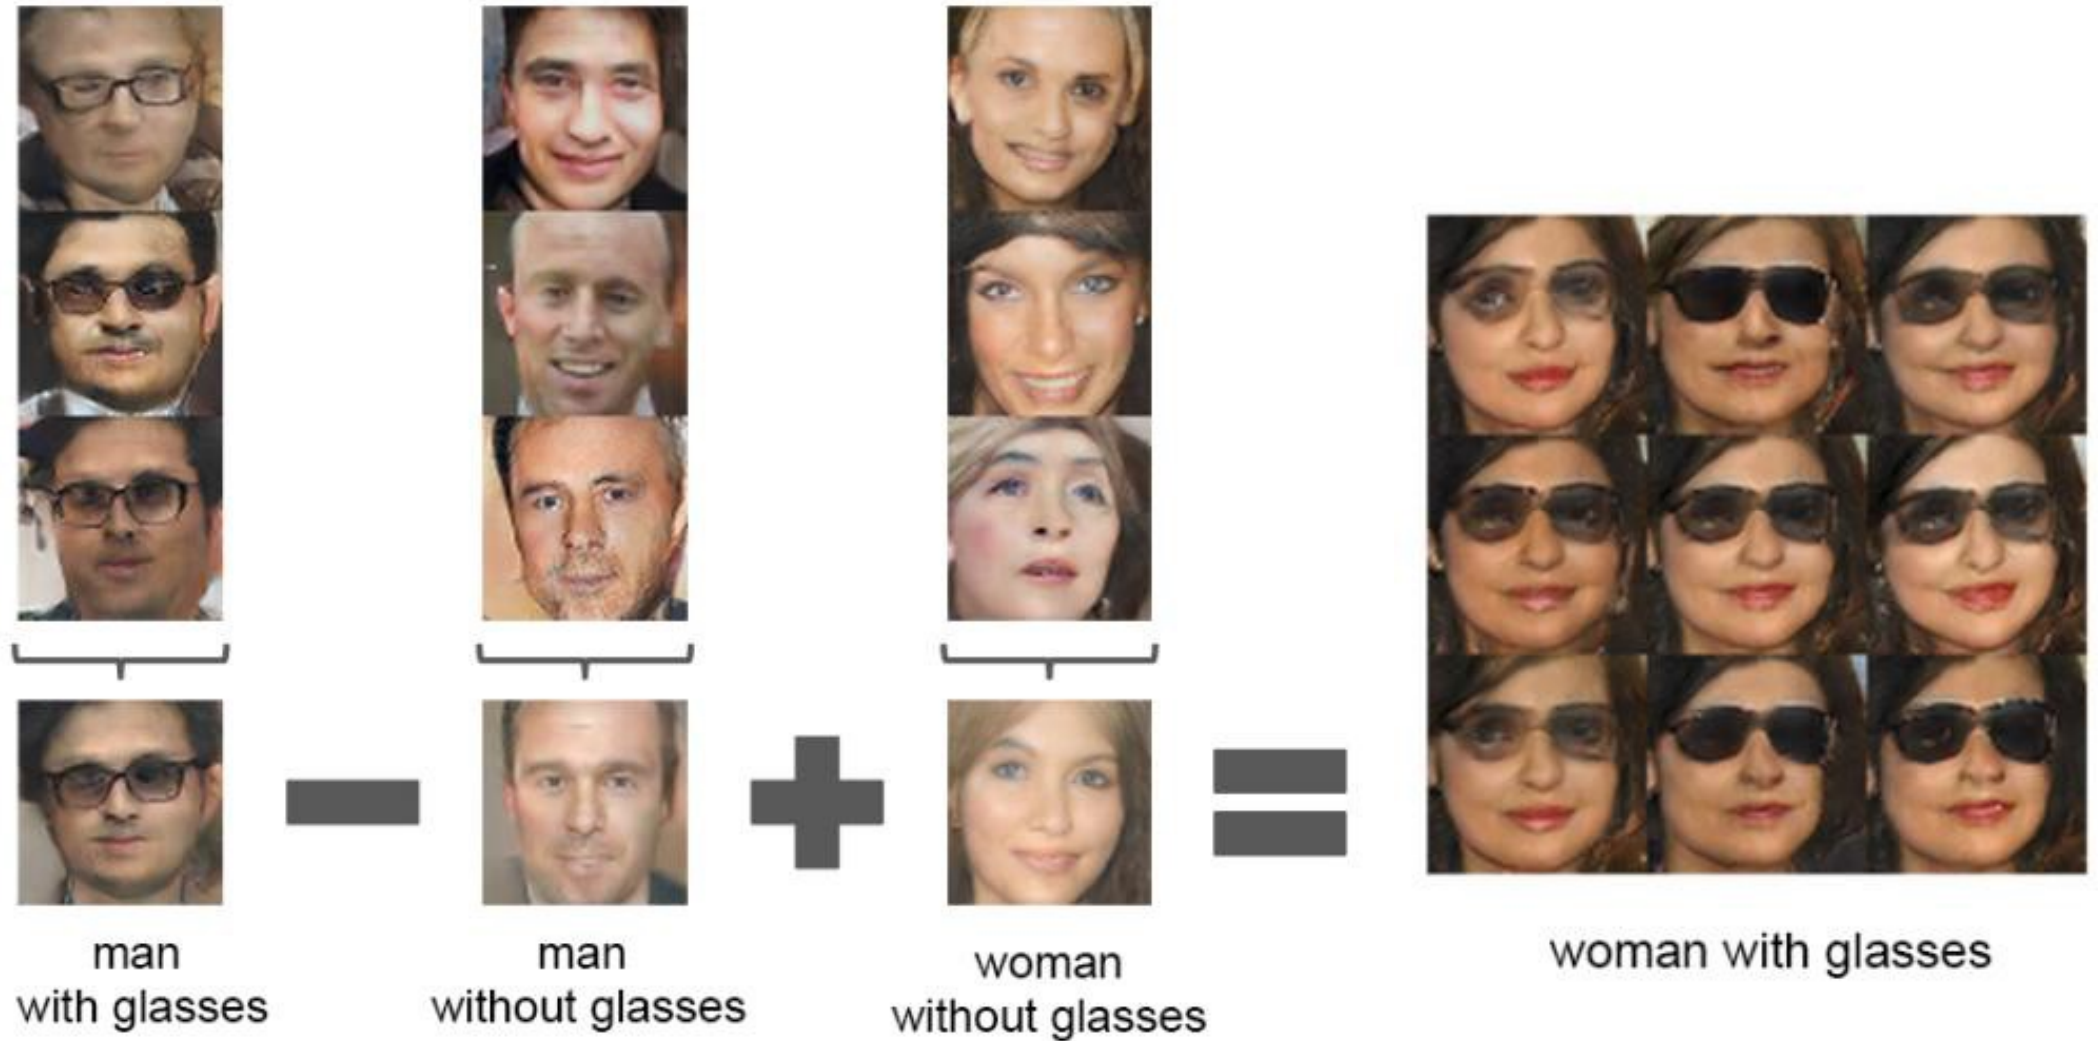 man
with glasses
man
without glasses
woman
without glasses
woman with glasses